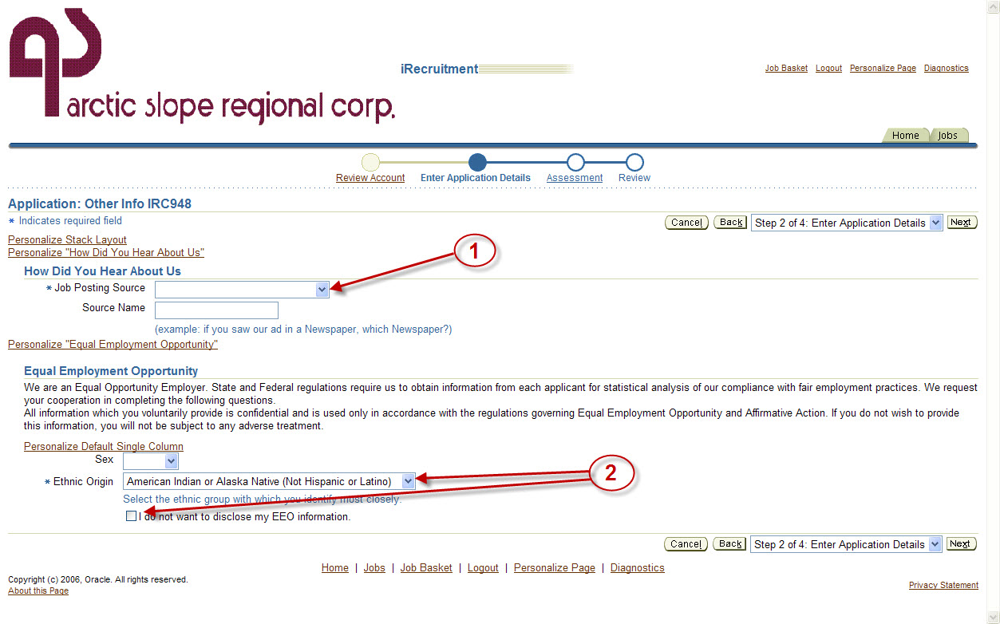 iRecruitment
Job Basket Logout Personalize Page Diagnostics
arctic slope regional corp.
Home Jobs
Review Account Enter Application Details Assessment Review
Application: Other Info IRC948
* Indicates required field
Cancel Back Step 2 of 4: Enter Application Details Next
Personalize Stack Layout
Personalize "How Did You Hear About Us"
1
How Did You Hear About Us
* Job Posting Source
Source Name
(example: if you saw our ad in a Newspaper, which Newspaper?)
Personalize "Equal Employment Opportunity"
Equal Employment Opportunity
We are an Equal Opportunity Employer. State and Federal regulations require us to obtain information from each applicant for statistical analysis of our compliance with fair employment practices. We request
your cooperation in completing the following questions.
All information which you voluntarily provide is confidential and is used only in accordance with the regulations governing Equal Employment Opportunity and Affirmative Action. If you do not wish to provide
this information, you will not be subject to any adverse treatment.
Personalize Default Single Column
Sex
2
* Ethnic Origin American Indian or Alaska Native (Not Hispanic or Latino)
Select the ethnic group with which you identify most closely.
I do not want to disclose my EEO information.
Cancel Back Step 2 of 4: Enter Application Details Next
Home | Jobs | Job Basket | Logout | Personalize Page | Diagnostics
Copyright (c) 2006, Oracle. All rights reserved.
About this Page
Privacy Statement